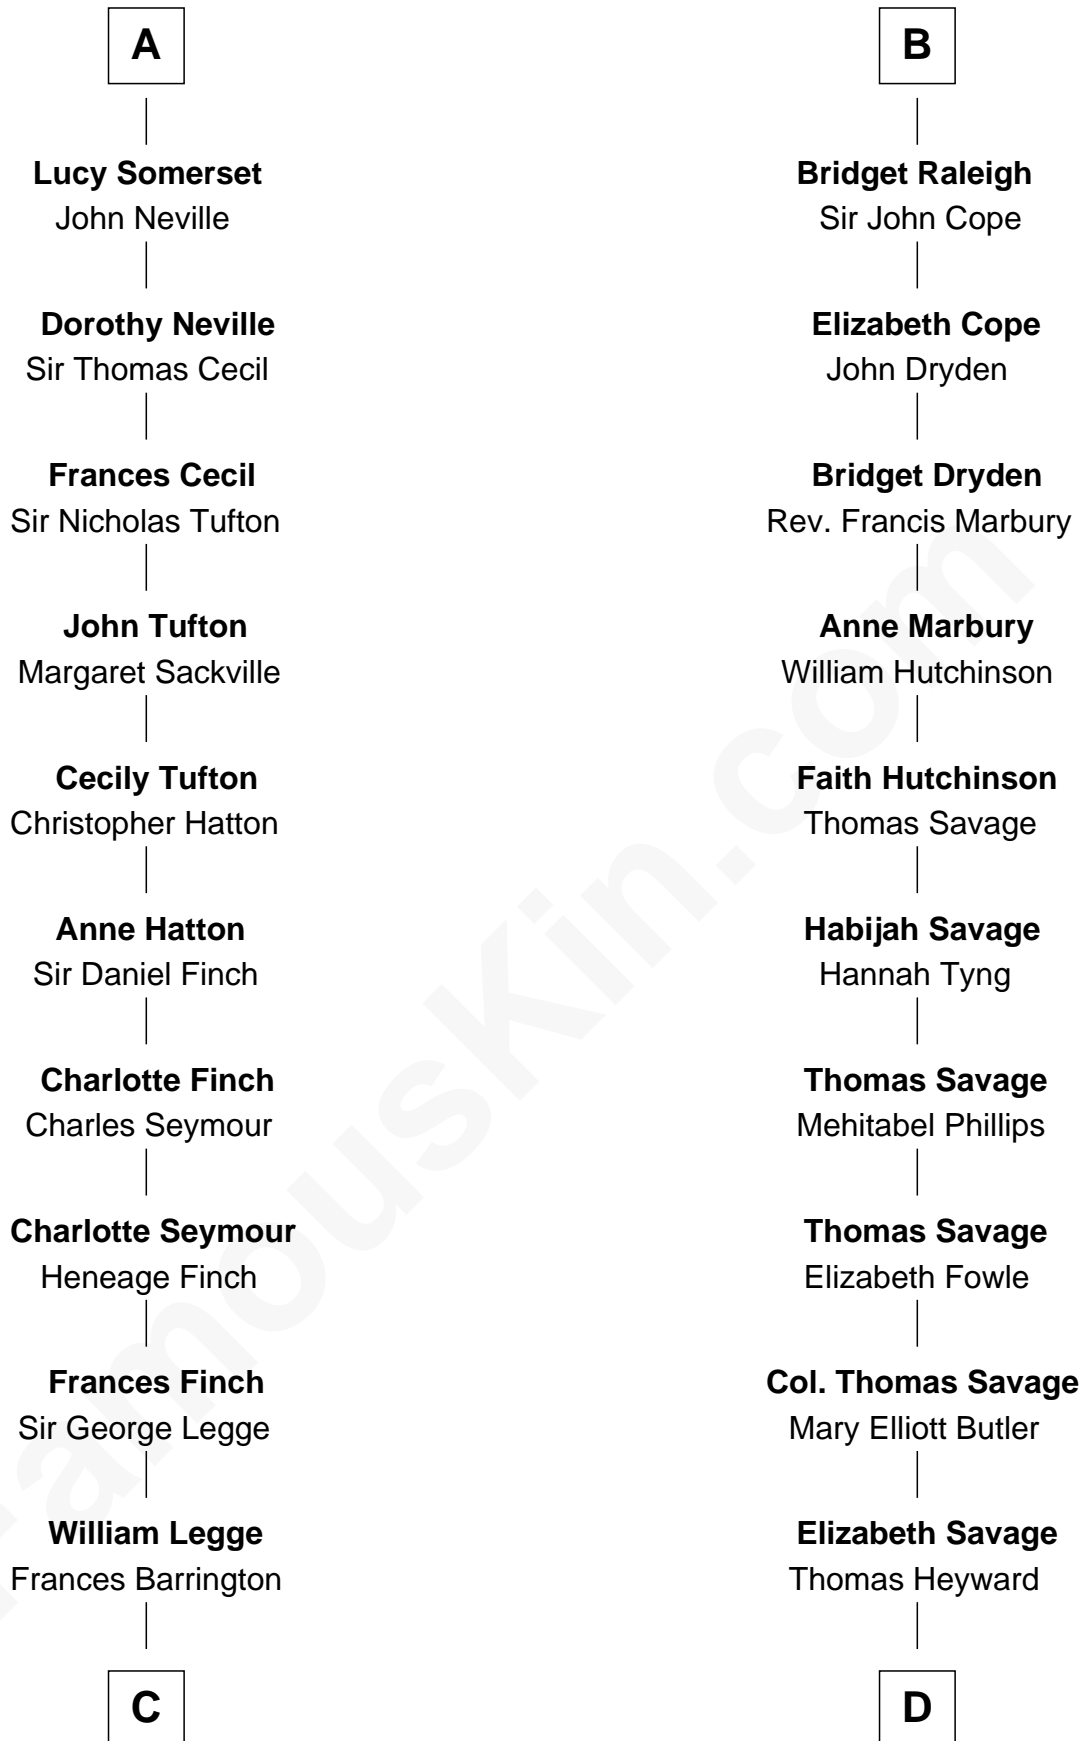 A
Lucy Somerset
John Neville
Dorothy Neville
Sir Thomas Cecil
Frances Cecil
Sir Nicholas Tufton
John Tufton
Margaret Sackville
Cecily Tufton
Christopher Hatton
Anne Hatton
Sir Daniel Finch
Charlotte Finch
Charles Seymour
Charlotte Seymour
Heneage Finch
Frances Finch
Sir George Legge
William Legge
Frances Barrington
C
B
Bridget Raleigh
Sir John Cope
Elizabeth Cope
John Dryden
Bridget Dryden
Rev. Francis Marbury
Anne Marbury
William Hutchinson
Faith Hutchinson
Thomas Savage
Habijah Savage
Hannah Tyng
Thomas Savage
Mehitabel Phillips
Thomas Savage
Elizabeth Fowle
Col. Thomas Savage
Mary Elliott Butler
Elizabeth Savage
Thomas Heyward
D
FamousKin.com